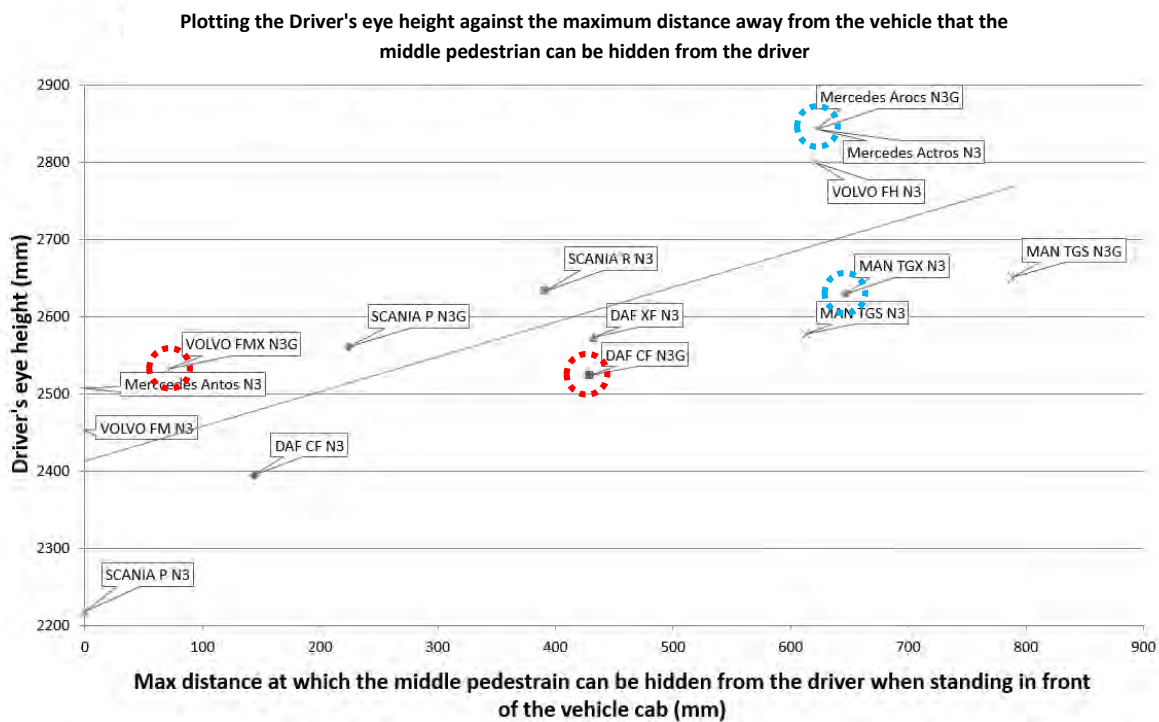 Plotting the Driver's eye height against the maximum distance away from the vehicle that the
middle pedestrian can be hidden from the driver
2900
Mercedes Arocs N3G
Mercedes Actros N3
2800
VOLVO FH N3
Driver's eye height (mm)
2700
SCANIA R N3
MAN TGX N3
MAN TGS N3G
2600
SCANIA P N3G
DAF XF N3
MAN TGS N3
VOLVO FMX N3G
DAF CF N3G
2500
Mercedes Antos N3
VOLVO FM N3
DAF CF N3
2400
2300
SCANIA P N3
2200
0 100 200 300 400 500 600 700 800 900
Max distance at which the middle pedestrain can be hidden from the driver when standing in front
of the vehicle cab (mm)